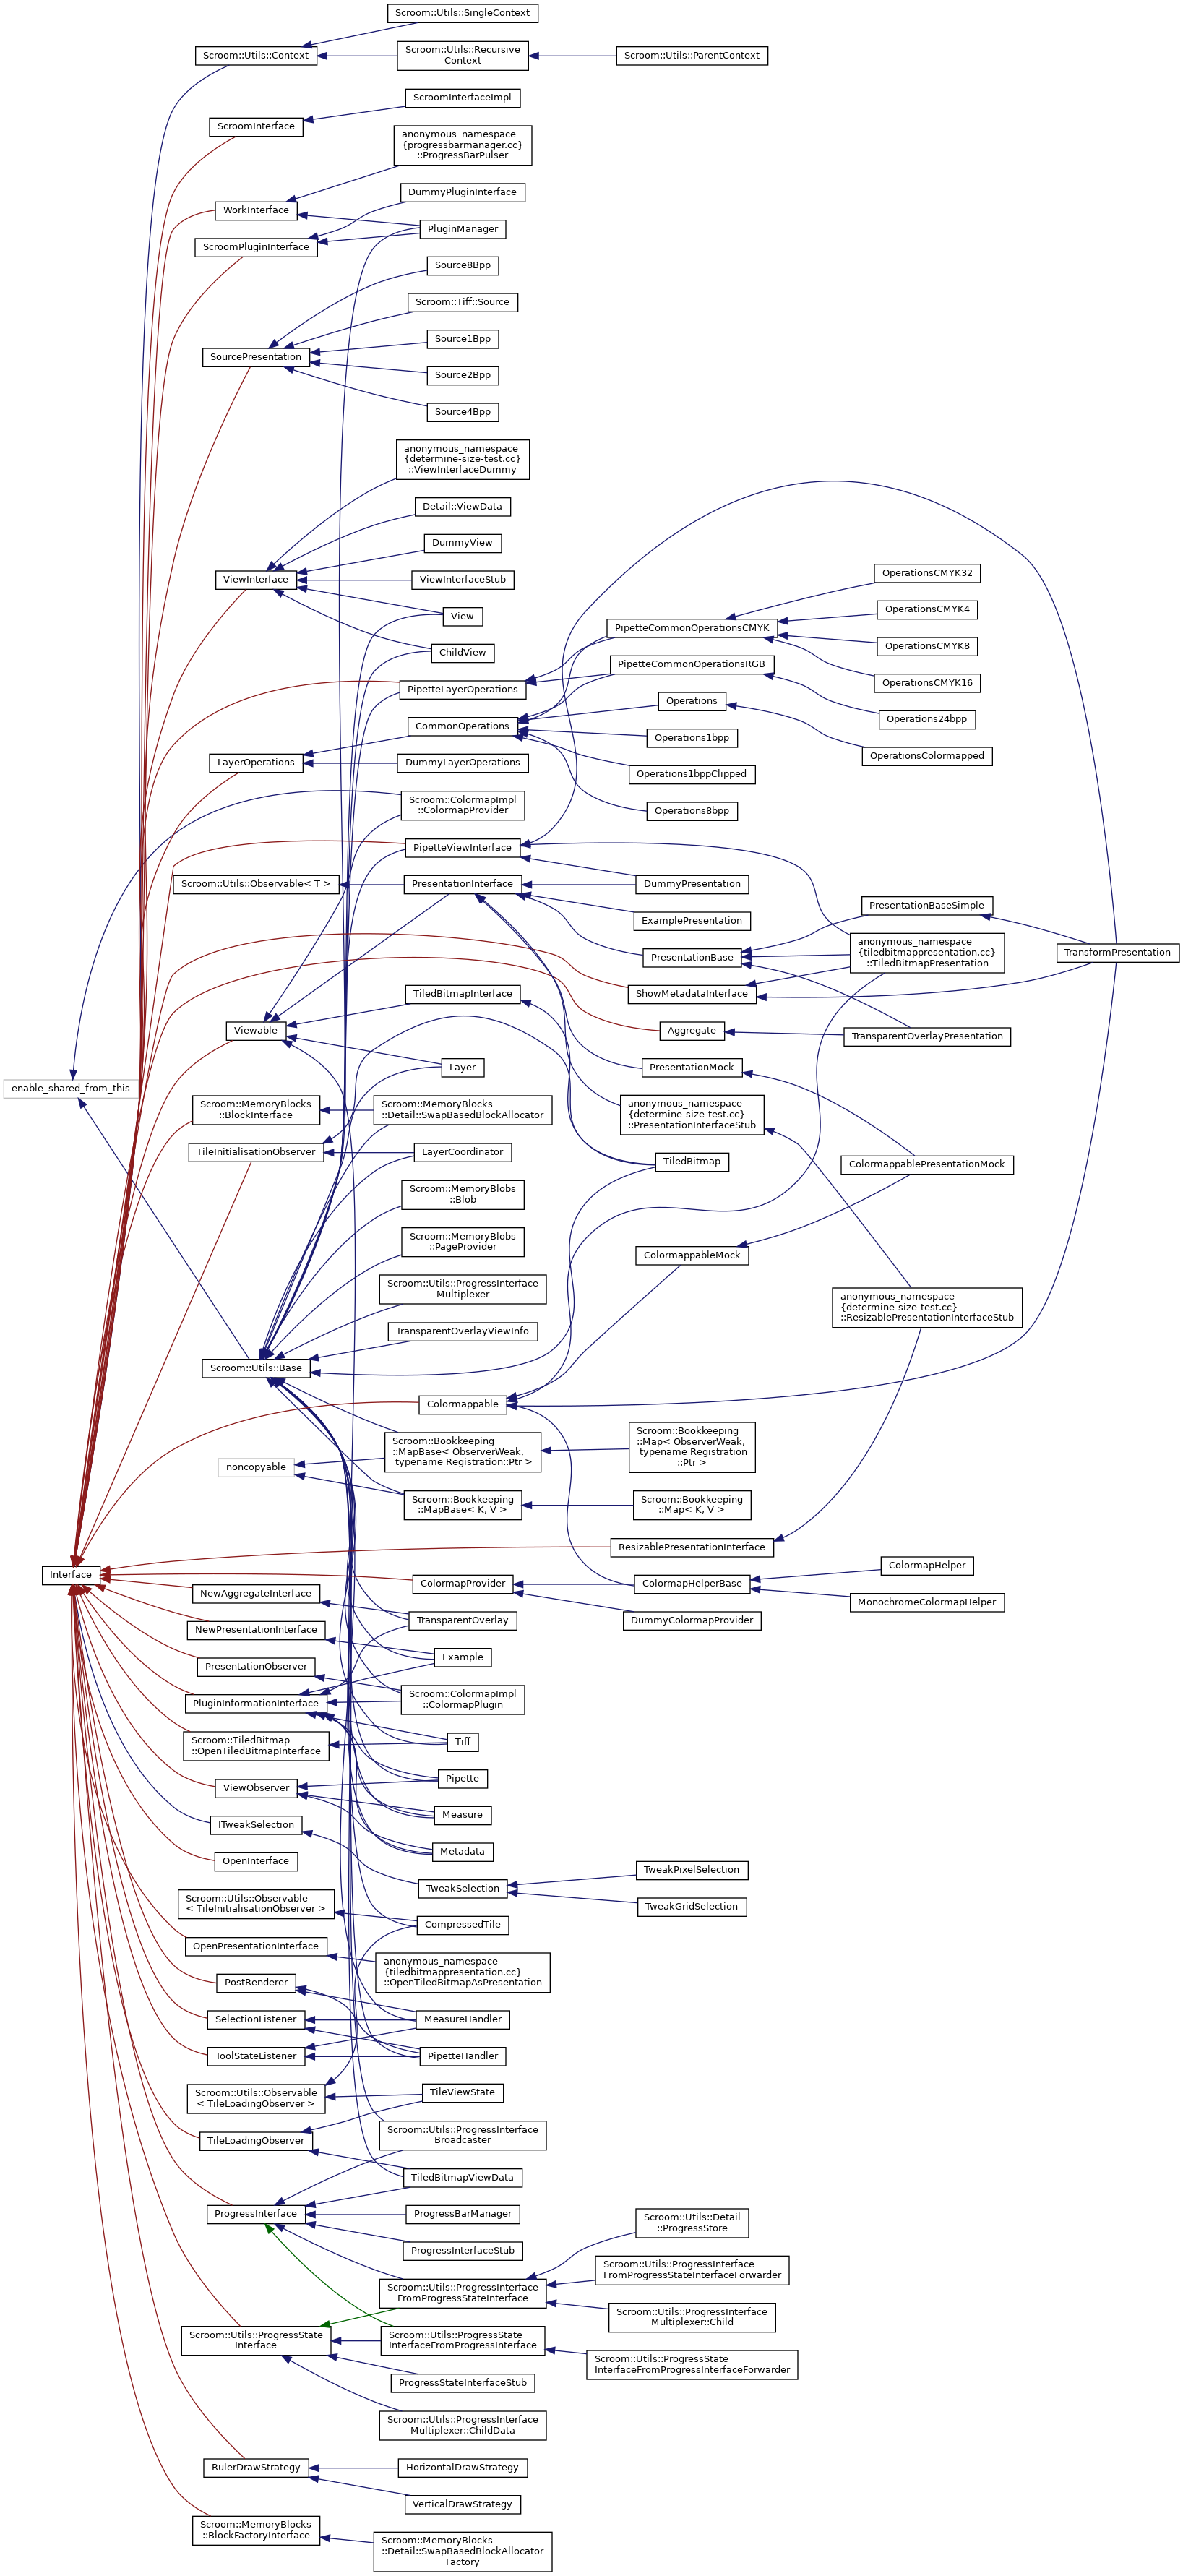 Scroom::Utils::SingleContext
Scroom::Utils::Context
Scroom::Utils::Recursive
Context
Scroom::Utils::ParentContext
ScroomInterfaceImpl
ScroomInterface
anonymous_namespace
{progressbarmanager.cc}
::ProgressBarPulser
DummyPluginInterface
WorkInterface
PluginManager
ScroomPluginInterface
Source8Bpp
Scroom::Tiff::Source
Source1Bpp
SourcePresentation
Source2Bpp
Source4Bpp
anonymous_namespace
{determine-size-test.cc}
::ViewInterfaceDummy
Detail::ViewData
DummyView
ViewInterface
ViewInterfaceStub
OperationsCMYK32
OperationsCMYK4
View
PipetteCommonOperationsCMYK
OperationsCMYK8
ChildView
PipetteCommonOperationsRGB
OperationsCMYK16
PipetteLayerOperations
Operations
Operations24bpp
CommonOperations
Operations1bpp
OperationsColormapped
LayerOperations
DummyLayerOperations
Operations1bppClipped
Scroom::ColormapImpl
::ColormapProvider
Operations8bpp
PipetteViewInterface
Scroom::Utils::Observable< T >
PresentationInterface
DummyPresentation
PresentationBaseSimple
ExamplePresentation
anonymous_namespace
{tiledbitmappresentation.cc}
::TiledBitmapPresentation
TransformPresentation
PresentationBase
TiledBitmapInterface
ShowMetadataInterface
Viewable
Aggregate
TransparentOverlayPresentation
Layer
PresentationMock
enable_shared_from_this
Scroom::MemoryBlocks
::BlockInterface
Scroom::MemoryBlocks
::Detail::SwapBasedBlockAllocator
anonymous_namespace
{determine-size-test.cc}
::PresentationInterfaceStub
TileInitialisationObserver
LayerCoordinator
TiledBitmap
ColormappablePresentationMock
Scroom::MemoryBlobs
::Blob
Scroom::MemoryBlobs
::PageProvider
ColormappableMock
Scroom::Utils::ProgressInterface
Multiplexer
anonymous_namespace
{determine-size-test.cc}
::ResizablePresentationInterfaceStub
TransparentOverlayViewInfo
Scroom::Utils::Base
Colormappable
Scroom::Bookkeeping
::MapBase< ObserverWeak,
typename Registration::Ptr >
Scroom::Bookkeeping
::Map< ObserverWeak,
typename Registration
::Ptr >
noncopyable
Scroom::Bookkeeping
::MapBase< K, V >
Scroom::Bookkeeping
::Map< K, V >
ResizablePresentationInterface
Interface
ColormapHelper
ColormapProvider
ColormapHelperBase
NewAggregateInterface
MonochromeColormapHelper
TransparentOverlay
DummyColormapProvider
NewPresentationInterface
Example
PresentationObserver
PluginInformationInterface
Scroom::ColormapImpl
::ColormapPlugin
Scroom::TiledBitmap
::OpenTiledBitmapInterface
Tiff
ViewObserver
Pipette
Measure
ITweakSelection
Metadata
OpenInterface
TweakPixelSelection
TweakSelection
Scroom::Utils::Observable
< TileInitialisationObserver >
TweakGridSelection
CompressedTile
OpenPresentationInterface
anonymous_namespace
{tiledbitmappresentation.cc}
::OpenTiledBitmapAsPresentation
PostRenderer
SelectionListener
MeasureHandler
ToolStateListener
PipetteHandler
Scroom::Utils::Observable
< TileLoadingObserver >
TileViewState
TileLoadingObserver
Scroom::Utils::ProgressInterface
Broadcaster
TiledBitmapViewData
ProgressInterface
ProgressBarManager
Scroom::Utils::Detail
::ProgressStore
ProgressInterfaceStub
Scroom::Utils::ProgressInterface
FromProgressStateInterfaceForwarder
Scroom::Utils::ProgressInterface
FromProgressStateInterface
Scroom::Utils::ProgressInterface
Multiplexer::Child
Scroom::Utils::ProgressState
Interface
Scroom::Utils::ProgressState
InterfaceFromProgressInterface
Scroom::Utils::ProgressState
InterfaceFromProgressInterfaceForwarder
ProgressStateInterfaceStub
Scroom::Utils::ProgressInterface
Multiplexer::ChildData
RulerDrawStrategy
HorizontalDrawStrategy
VerticalDrawStrategy
Scroom::MemoryBlocks
::BlockFactoryInterface
Scroom::MemoryBlocks
::Detail::SwapBasedBlockAllocator
Factory